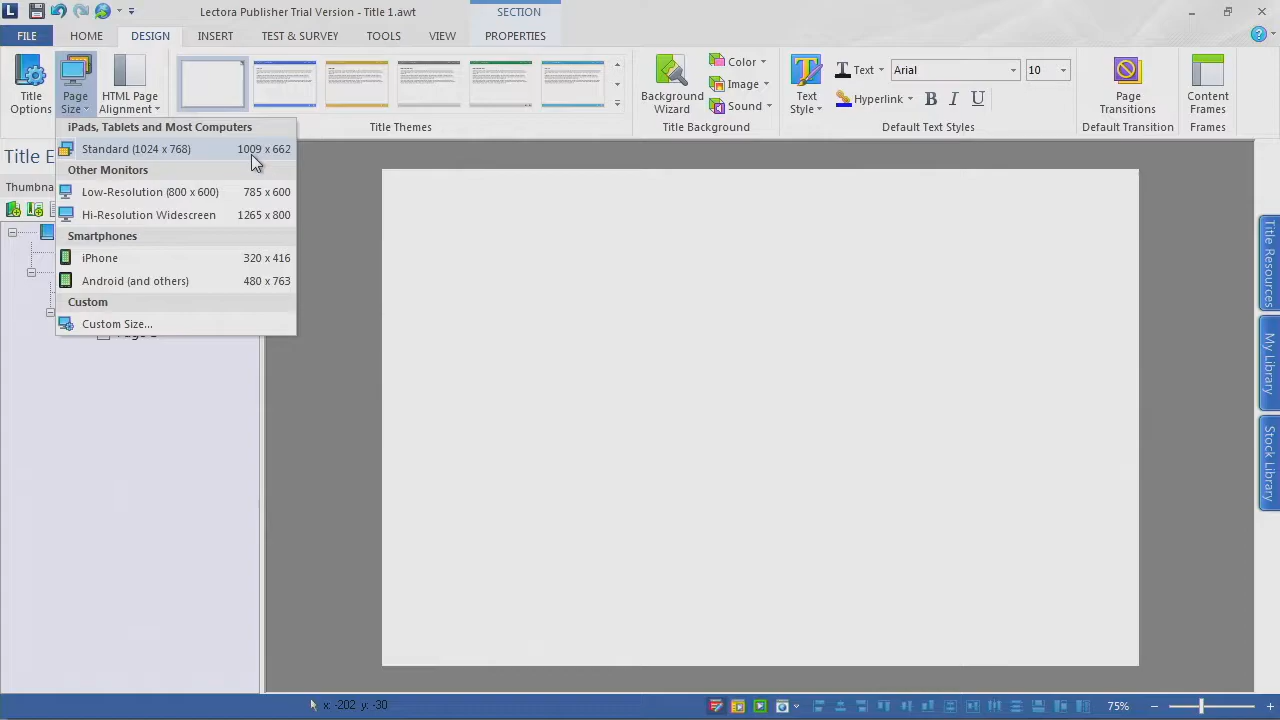 Lectora Publisher Trial Version - Title 1.awt
SECTION
FILE HOME DESIGN INSERT TEST & SURVEY TOOLS VIEW PROPERTIES
Title Options
Page Size
HTML Page Alignment
Title Themes
Background Wizard
Color
Image
Sound
Title Background
Text Style
Text Arial 10
Hyperlink B I U
Default Text Styles
Page Transitions
Default Transition
Content Frames
Frames
Title E
Thumbna
iPads, Tablets and Most Computers
Standard (1024 x 768) 1009 x 662
Other Monitors
Low-Resolution (800 x 600) 785 x 600
Hi-Resolution Widescreen 1265 x 800
Smartphones
iPhone 320 x 416
Android (and others) 480 x 763
Custom
Custom Size...
Title Resources
My Library
Stock Library
x: -202 y: -30
75%